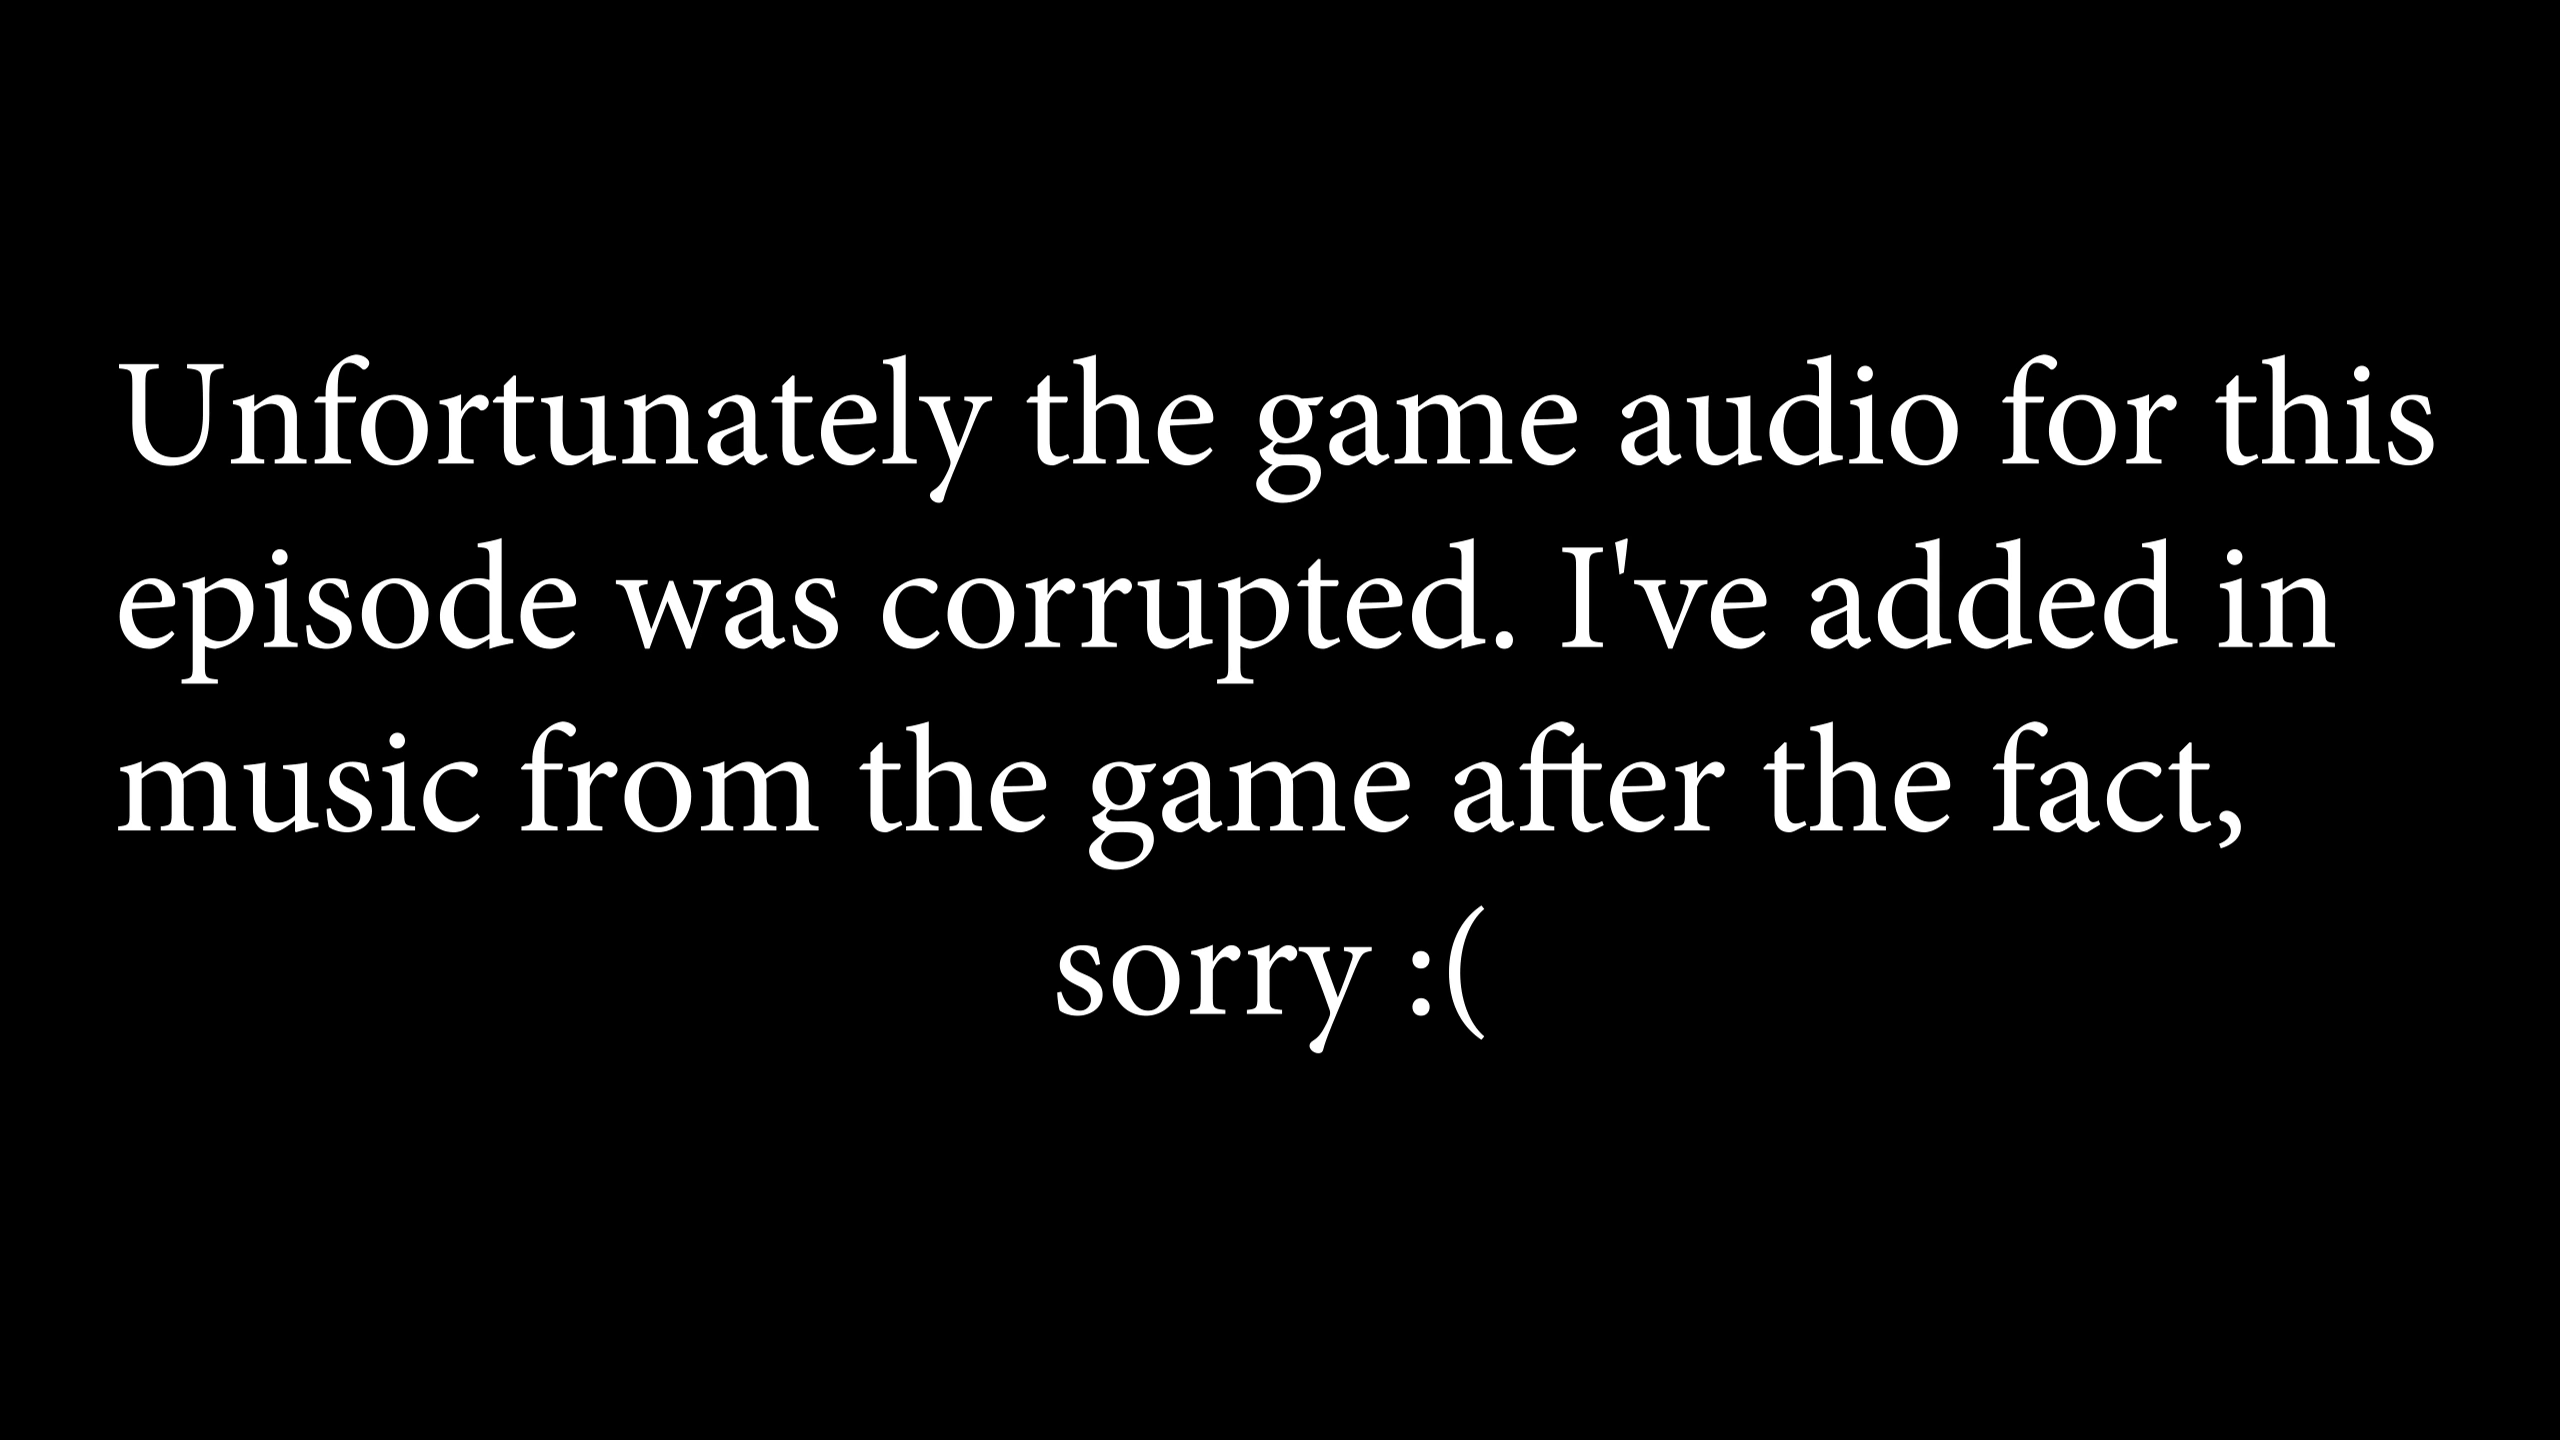 Unfortunately the game audio for this
episode was corrupted. I've added in
music from the game after the fact,
sorry :(